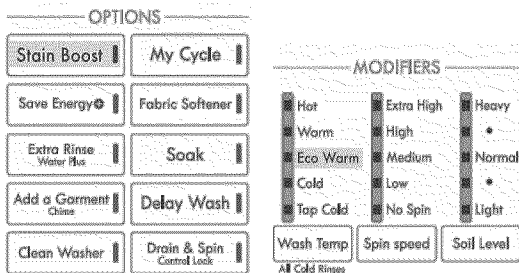 OPTIONS
Stain Boost
My Cycle
Save Energy
Fabric Softener
Extra Rinse
Water Plus
Soak
Add a Garment
Chime
Delay Wash
Clean Washer
Drain & Spin
Control Lock
MODIFIERS
Hot
Extra High
Heavy
Warm
High
Eco Warm
Medium
Normal
Cold
Low
Tap Cold
No Spin
Light
Wash Temp
Spin speed
Soil Level
All Cold Rinses